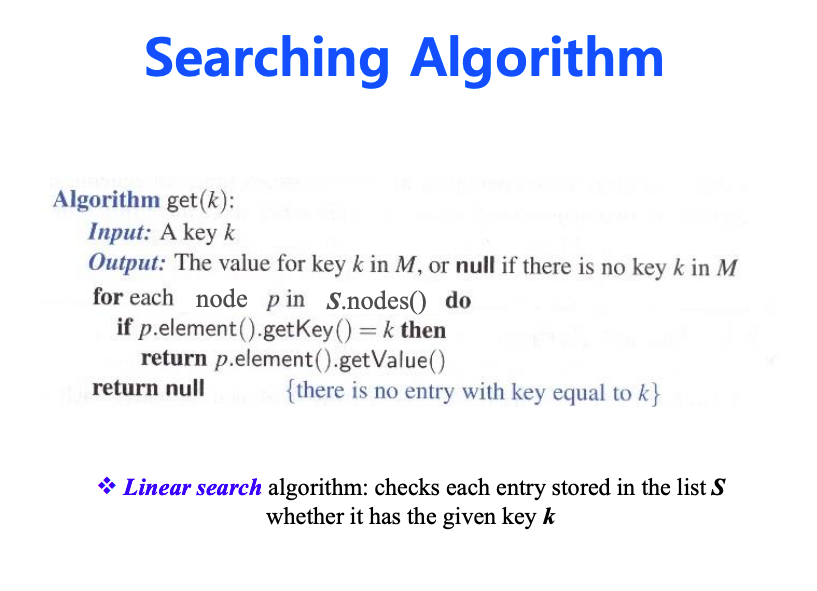 Searching Algorithm
Algorithm get(k):
Input: A key k
Output: The value for key k in M, or null if there is no key k in M
for each node p in S.nodes() do
if p.element().getKey() = k then
return p.element().getValue()
return null {there is no entry with key equal to k}
❖ Linear search algorithm: checks each entry stored in the list S
whether it has the given key k